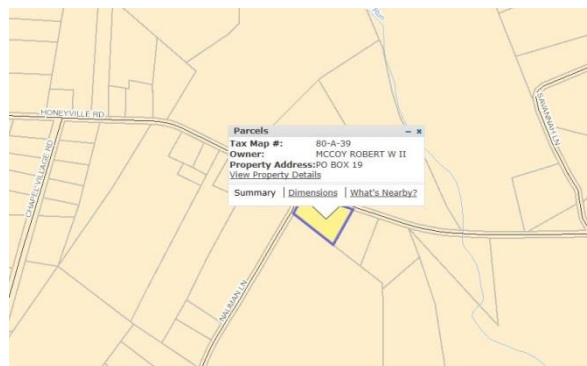 HONEYVILLE RD
CHAPEL VILLAGE RD
Parcels
Tax Map #: 80-A-39
Owner: MCCOY ROBERT W II
Property Address:PO BOX 19
View Property Details
Summary | Dimensions | What's Nearby?
SAVANNAH LN
NAUMAN LN